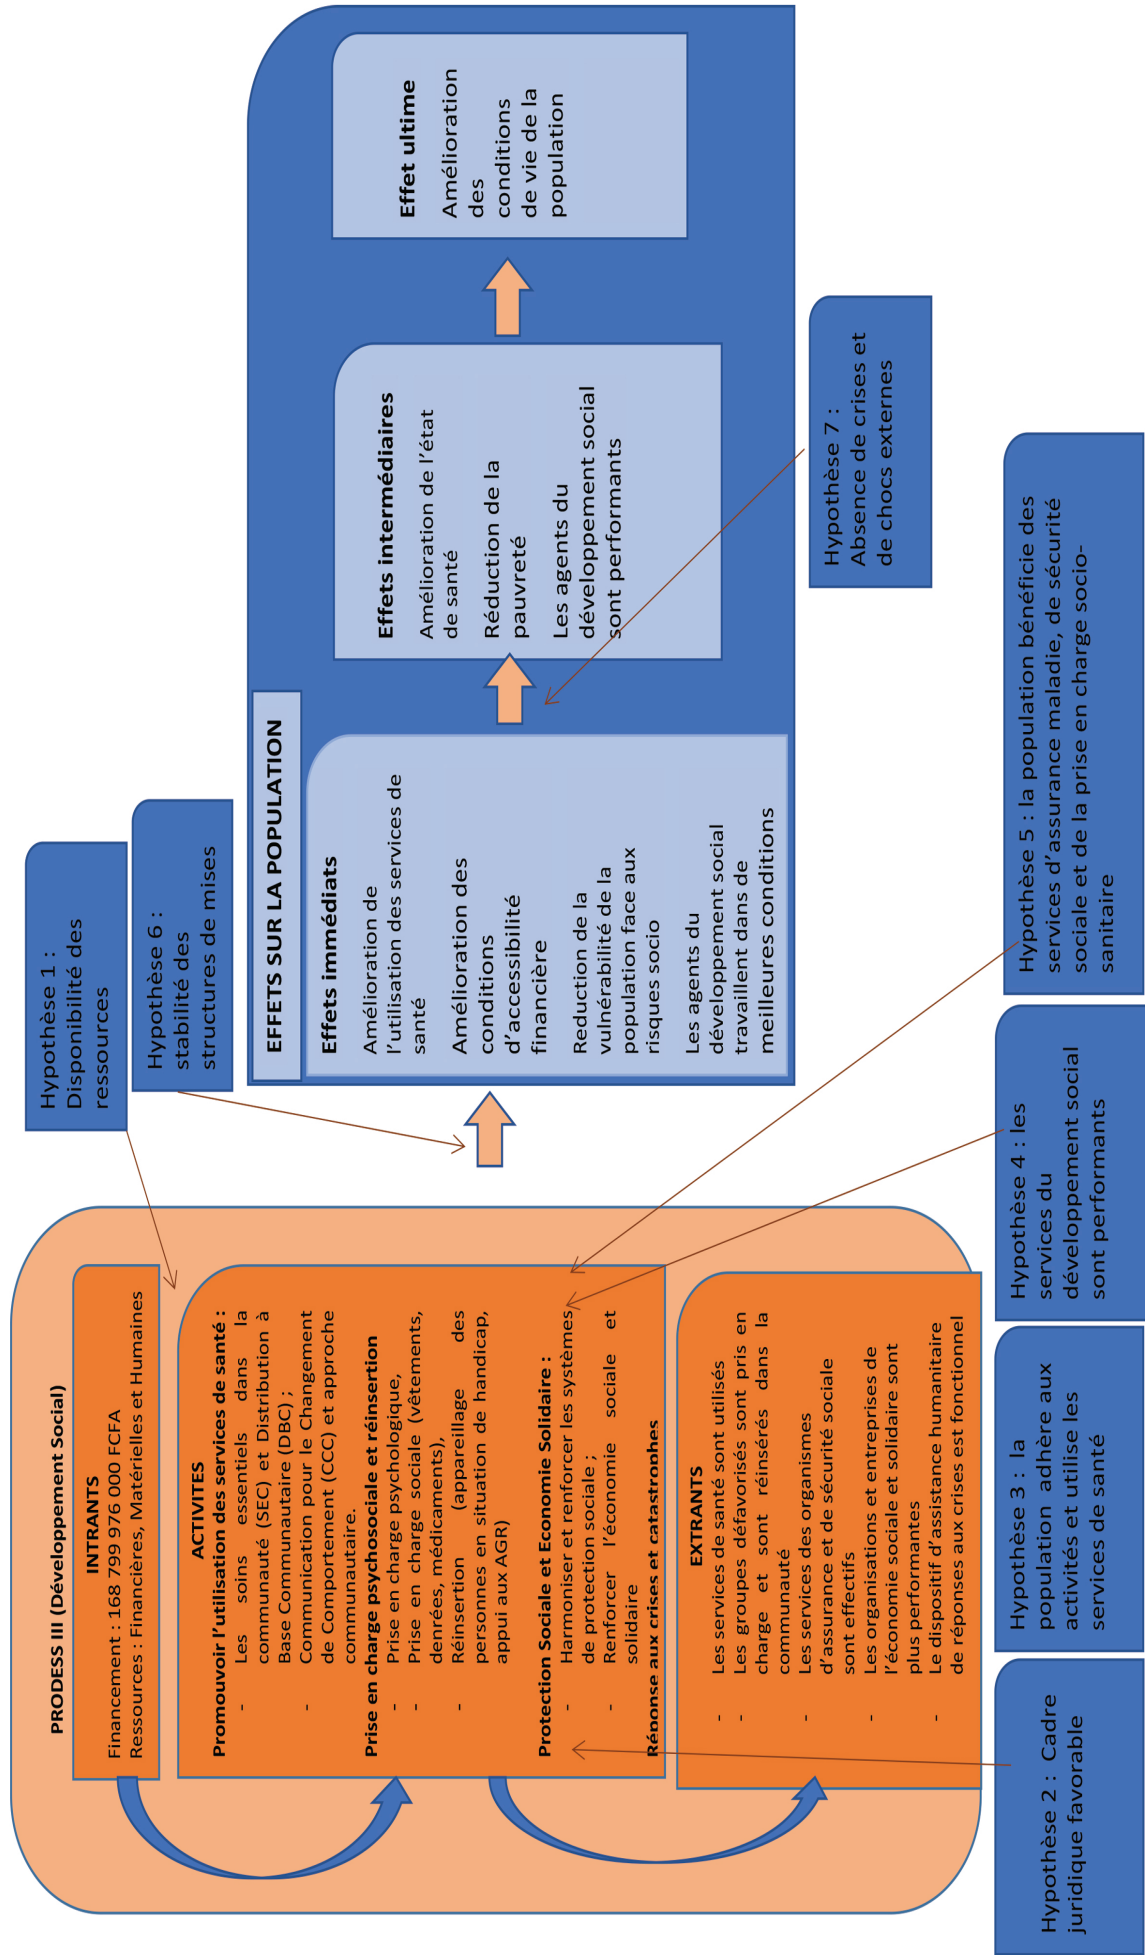 PRODESS III (Développement Social)
INTRANTS
Financement : 168 799 976 000 FCFA
Ressources : Financières, Matérielles et Humaines
ACTIVITES
Promouvoir l’utilisation des services de santé :
- Les soins essentiels dans la
communauté (SEC) et Distribution à
Base Communautaire (DBC) ;
- Communication pour le Changement
de Comportement (CCC) et approche
communautaire.
Prise en charge psychosociale et réinsertion
- Prise en charge psychologique,
- Prise en charge sociale (vêtements,
denrées, médicaments),
- Réinsertion (appareillage des
personnes en situation de handicap,
appui aux AGR)
Protection Sociale et Economie Solidaire :
- Harmoniser et renforcer les systèmes
de protection sociale ;
- Renforcer l’économie sociale et
solidaire
Réponse aux crises et catastrophes
EXTRANTS
- Les services de santé sont utilisés
- Les groupes défavorisés sont pris en
charge et sont réinsérés dans la
communauté
- Les services des organismes
d’assurance et de sécurité sociale
sont effectifs
- Les organisations et entreprises de
l’économie sociale et solidaire sont
plus performantes
- Le dispositif d’assistance humanitaire
de réponses aux crises est fonctionnel
Hypothèse 1 :
Disponibilité des
ressources
Hypothèse 6 :
stabilité des
structures de mises
EFFETS SUR LA POPULATION
Effets immédiats
Amélioration de
l’utilisation des services de
santé
Amélioration des
conditions
d’accessibilité
financière
Reduction de la
vulnérabilité de la
population face aux
risques socio
Les agents du
développement social
travaillent dans de
meilleures conditions
Effets intermédiaires
Amélioration de l’état
de santé
Réduction de la
pauvreté
Les agents du
développement social
sont performants
Effet ultime
Amélioration
des
conditions
de vie de la
population
Hypothèse 2 : Cadre
juridique favorable
Hypothèse 3 : la
population adhère aux
activités et utilise les
services de santé
Hypothèse 4 : les
services du
développement social
sont performants
Hypothèse 5 : la population bénéficie des
services d’assurance maladie, de sécurité
sociale et de la prise en charge socio-
sanitaire
Hypothèse 7 :
Absence de crises et
de chocs externes